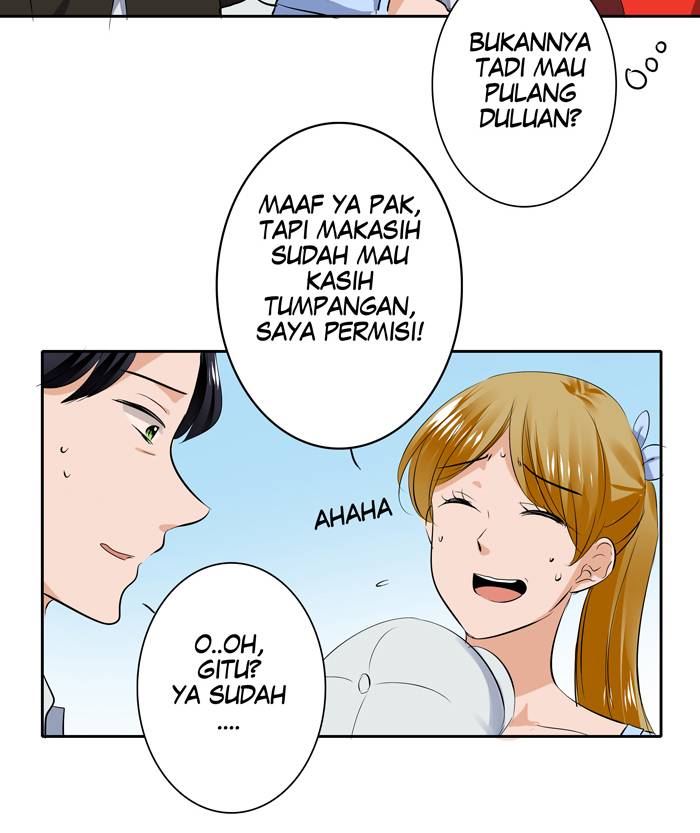 BUKANNYA
TADI MAU
PULANG
DULUAN?
MAAF YA PAK,
TAPI MAKASIH
SUDAH MAU
KASIH
TUMPANGAN,
SAYA PERMISI!
AHAHA
O..OH,
GITU?
YA SUDAH
....